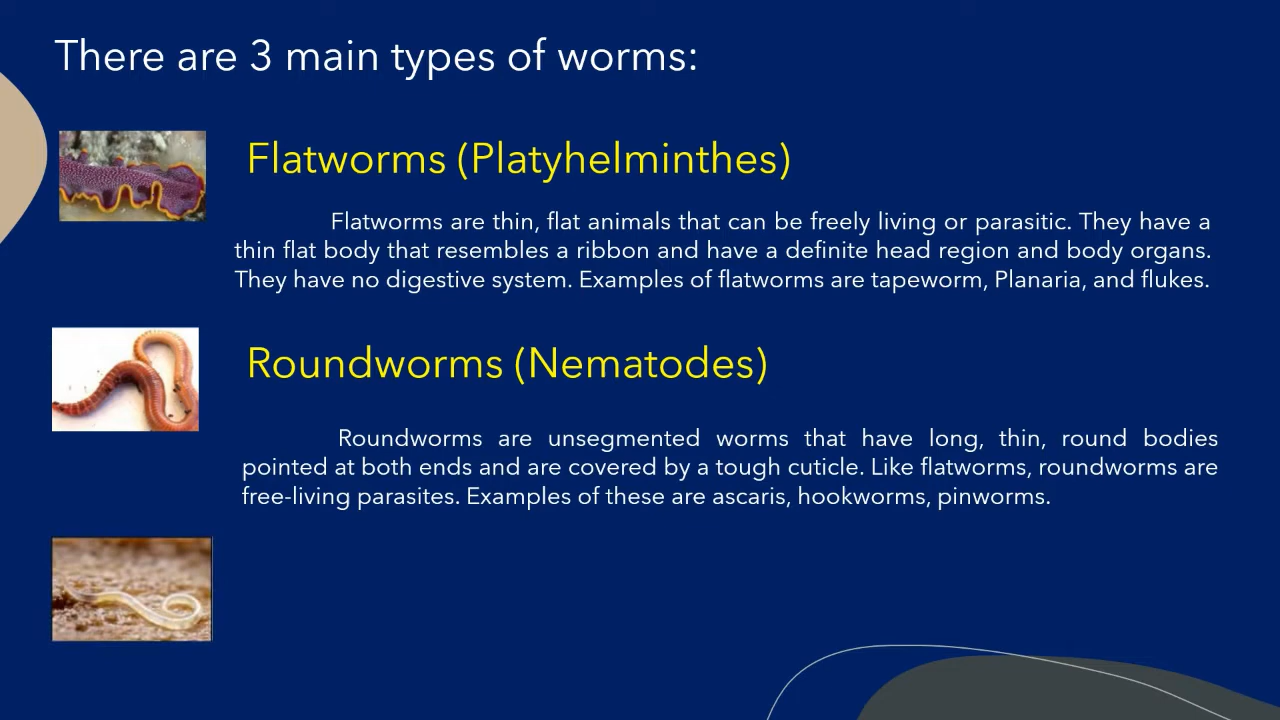 There are 3 main types of worms:
Flatworms (Platyhelminthes)
Flatworms are thin, flat animals that can be freely living or parasitic. They have a
thin flat body that resembles a ribbon and have a definite head region and body organs.
They have no digestive system. Examples of flatworms are tapeworm, Planaria, and flukes.
Roundworms (Nematodes)
Roundworms are unsegmented worms that have long, thin, round bodies
pointed at both ends and are covered by a tough cuticle. Like flatworms, roundworms are
free-living parasites. Examples of these are ascaris, hookworms, pinworms.